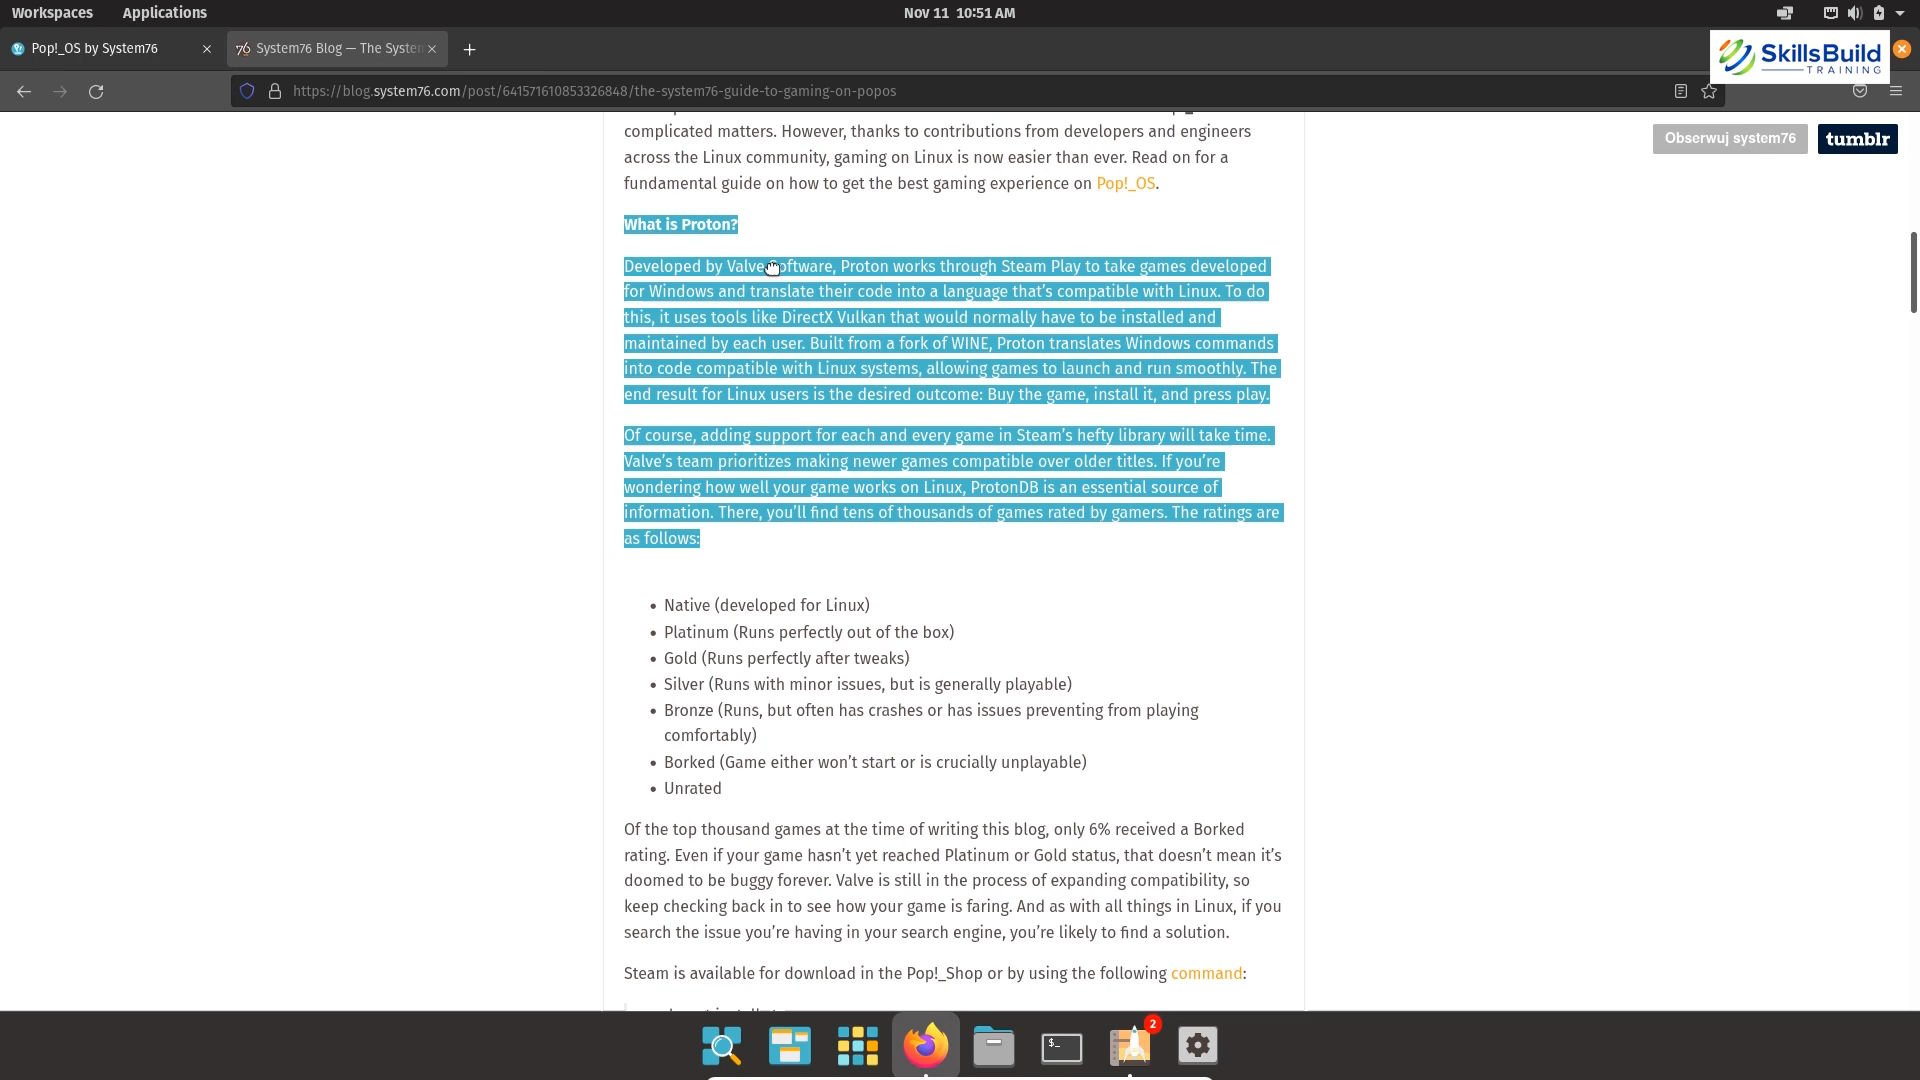 Workspaces
Applications
Nov 11 10:51 AM
Pop!_OS by System76
System76 Blog — The System
SkillsBuild
TRAINING
https://blog.system76.com/post/641571610853326848/the-system76-guide-to-gaming-on-popos
Obserwuj system76
tumblr
complicated matters. However, thanks to contributions from developers and engineers
across the Linux community, gaming on Linux is now easier than ever. Read on for a
fundamental guide on how to get the best gaming experience on Pop!_OS.
What is Proton?
Developed by Valve Software, Proton works through Steam Play to take games developed
for Windows and translate their code into a language that’s compatible with Linux. To do
this, it uses tools like DirectX Vulkan that would normally have to be installed and
maintained by each user. Built from a fork of WINE, Proton translates Windows commands
into code compatible with Linux systems, allowing games to launch and run smoothly. The
end result for Linux users is the desired outcome: Buy the game, install it, and press play.
Of course, adding support for each and every game in Steam’s hefty library will take time.
Valve’s team prioritizes making newer games compatible over older titles. If you’re
wondering how well your game works on Linux, ProtonDB is an essential source of
information. There, you’ll find tens of thousands of games rated by gamers. The ratings are
as follows:
• Native (developed for Linux)
• Platinum (Runs perfectly out of the box)
• Gold (Runs perfectly after tweaks)
• Silver (Runs with minor issues, but is generally playable)
• Bronze (Runs, but often has crashes or has issues preventing from playing
comfortably)
• Borked (Game either won’t start or is crucially unplayable)
• Unrated
Of the top thousand games at the time of writing this blog, only 6% received a Borked
rating. Even if your game hasn’t yet reached Platinum or Gold status, that doesn’t mean it’s
doomed to be buggy forever. Valve is still in the process of expanding compatibility, so
keep checking back in to see how your game is faring. And as with all things in Linux, if you
search the issue you’re having in your search engine, you’re likely to find a solution.
Steam is available for download in the Pop!_Shop or by using the following command:
2